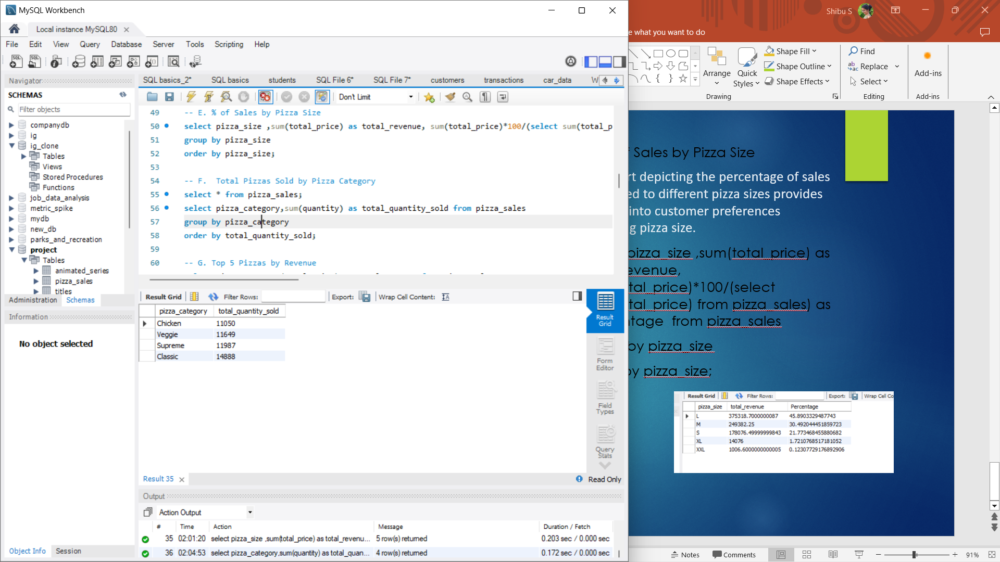 MySQL Workbench
Local instance MySQL80
File Edit View Query Database Server Tools Scripting Help
Navigator
SCHEMAS
Filter objects
companydb
ig
ig_clone
Tables
Views
Stored Procedures
Functions
job_data_analysis
metric_spike
mydb
new_db
parks_and_recreation
project
Tables
animated_series
pizza_sales
titles
Administration Schemas
Information
No object selected
Object Info Session
SQL basics_2* SQL basics students SQL File 6* SQL File 7* customers transactions car_data W
Don't Limit
49 -- E. % of Sales by Pizza Size
50 select pizza_size ,sum(total_price) as total_revenue, sum(total_price)*100/(select sum(total_p
51 group by pizza_size
52 order by pizza_size;
53
54 -- F.  Total Pizzas Sold by Pizza Category
55 select * from pizza_sales;
56 select pizza_category,sum(quantity) as total_quantity_sold from pizza_sales
57 group by pizza_category
58 order by total_quantity_sold;
59
60 -- G. Top 5 Pizzas by Revenue
Result Grid Filter Rows: Export: Wrap Cell Content:
pizza_category total_quantity_sold
Chicken 11050
Veggie 11649
Supreme 11987
Classic 14888
Result Grid
Form Editor
Field Types
Query Stats
Result 35
Read Only
Output
Action Output
# Time Action Message Duration / Fetch
35 02:01:20 select pizza_size ,sum(total_price) as total_revenu... 5 row(s) returned 0.203 sec / 0.000 sec
36 02:04:53 select pizza_category,sum(quantity) as total_quan... 4 row(s) returned 0.172 sec / 0.000 sec
Shibu S
e what you want to do
Arrange
Quick Styles
Shape Fill
Shape Outline
Shape Effects
Drawing
Find
Replace
Select
Editing
Add-ins
Add-ins
f Sales by Pizza Size
rt depicting the percentage of sales
ed to different pizza sizes provides
into customer preferences
g pizza size.
pizza_size ,sum(total_price) as
evenue,
tal_price)*100/(select
tal_price) from pizza_sales) as
ntage  from pizza_sales
by pizza_size
by pizza_size;
Result Grid Filter Rows: Export: Wrap Cell Co
pizza_size total_revenue Percentage
L 375318.7000000087 45.8903329487743
M 249382.25 30.492044451859723
S 178076.49999999843 21.773468455880682
XL 14076 1.7210768517181052
XXL 1006.6000000000005 0.12307729176892906
Notes Comments 91%